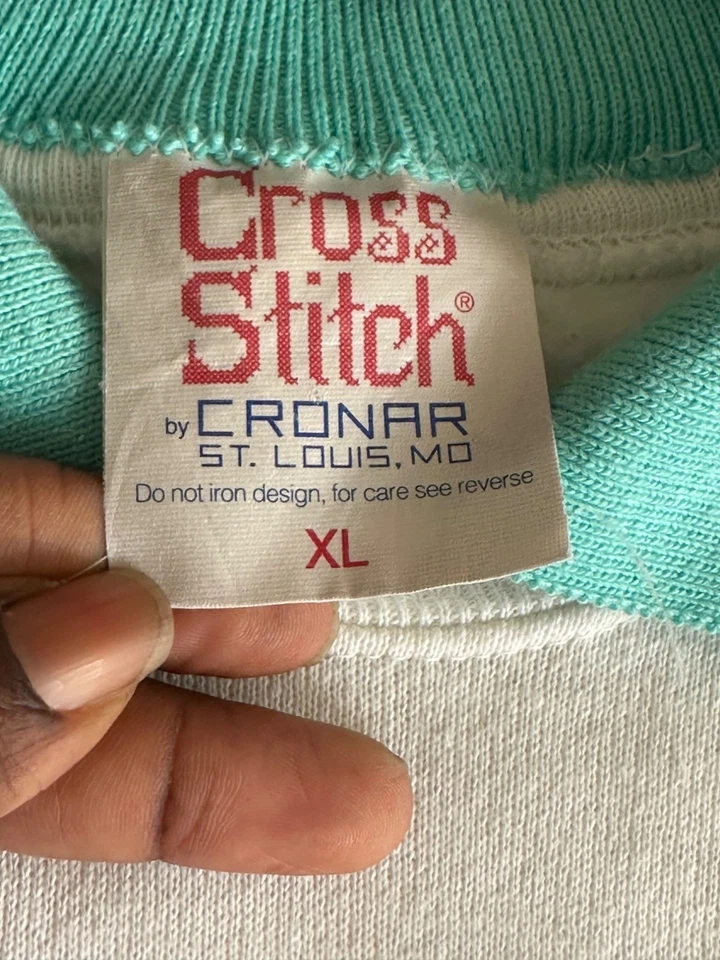 Cross
Stitch®
by CRONAR
ST. LOUIS, MO
Do not iron design, for care see reverse
XL